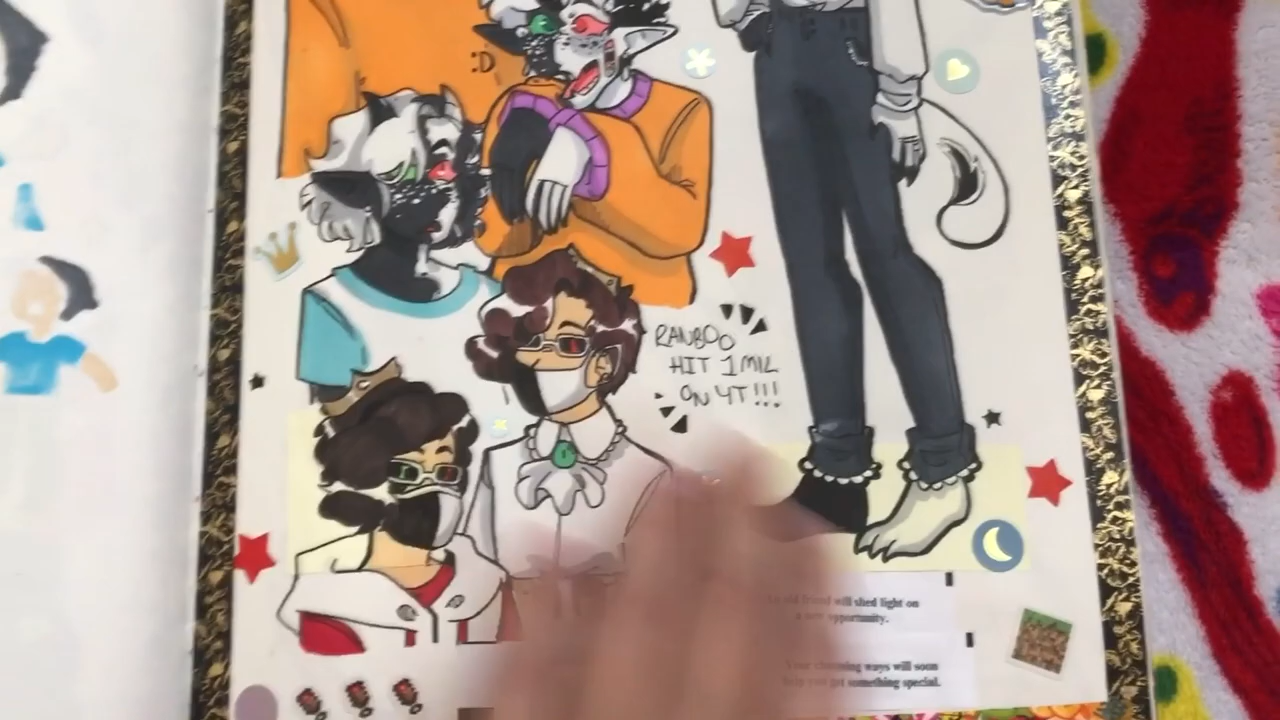 :D
RANBOO
HIT 1 MIL
ON YT!!!
old friend will shed light on
a new opportunity.
Your charming ways will soon
help you get something special.